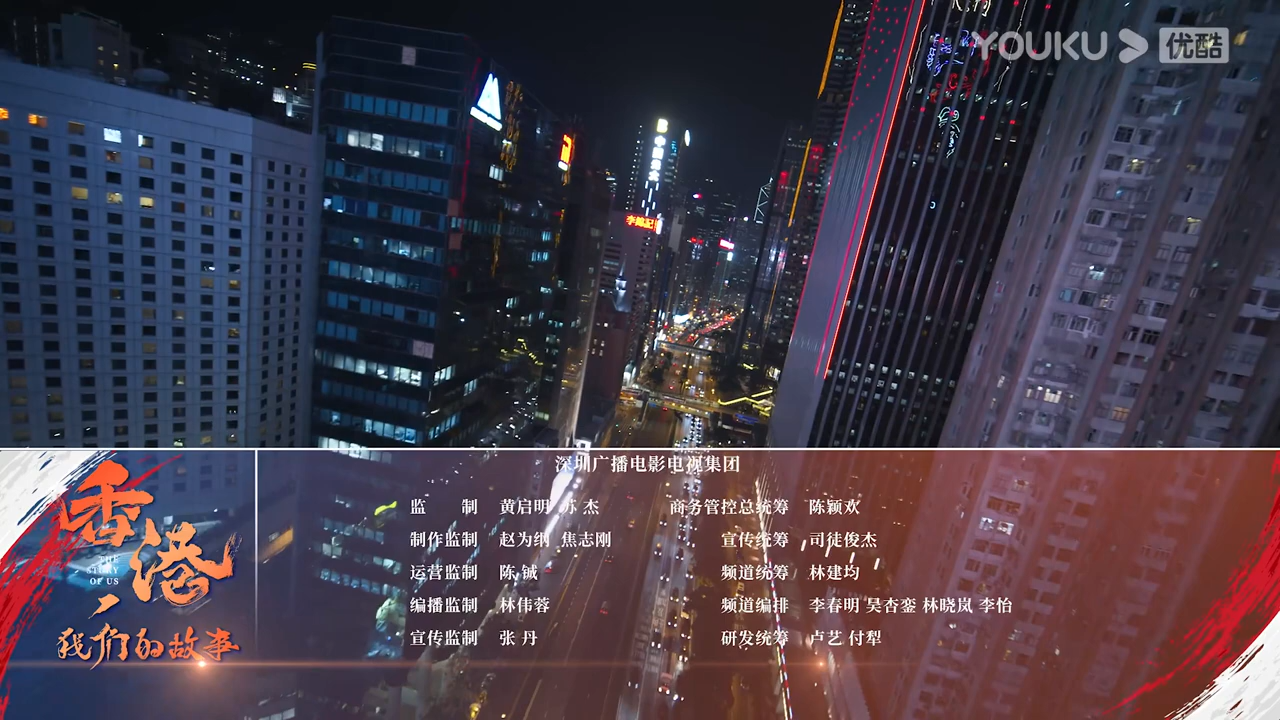 YOUKU 优酷
李錦記
深圳广播电影电视集团
监 制 黄启明 苏 杰
制作监制 赵为纲 焦志刚
运营监制 陈 钺
编播监制 林伟蓉
宣传监制 张 丹
商务管控总统筹 陈颖欢
宣传统筹 司徒俊杰
频道统筹 林建均
频道编排 李春明 吴杏銮 林晓岚 李怡
研发统筹 卢艺 付犁
香港
THE
STORY
OF US
我们的故事